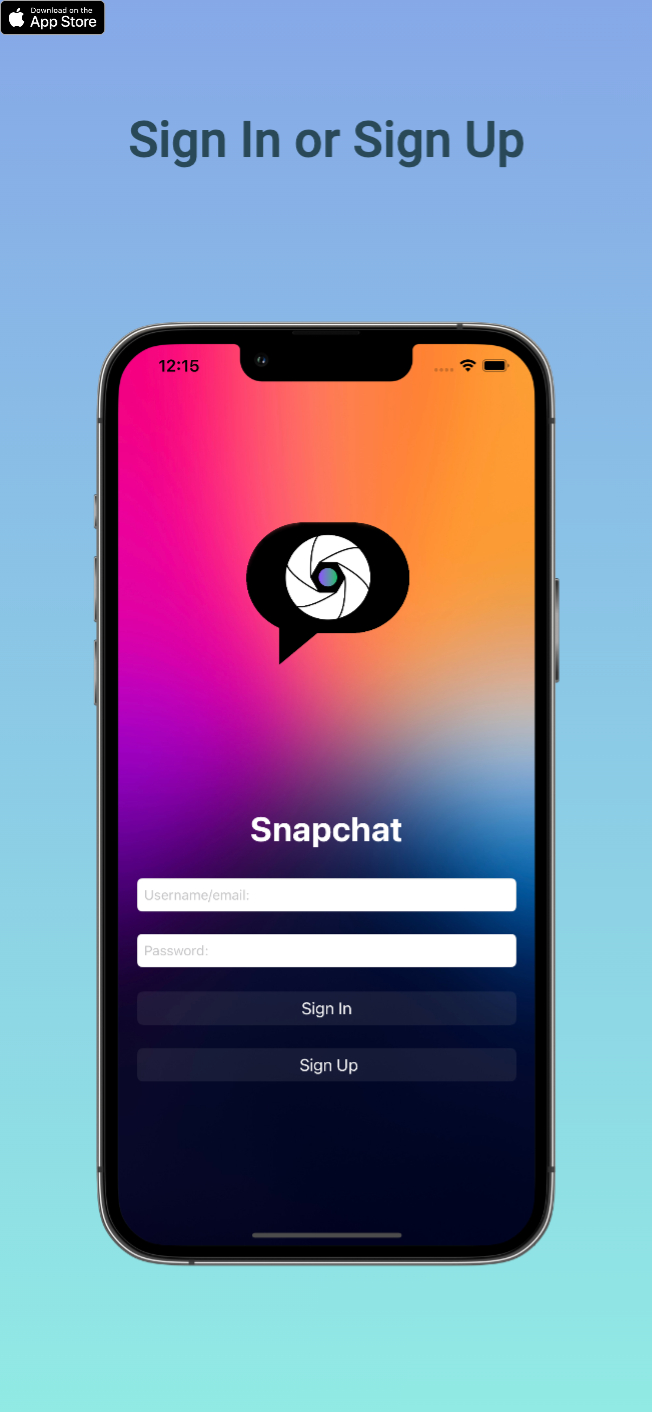 Download on the
App Store
Sign In or Sign Up
12:15
Snapchat
Username/email:
Password:
Sign In
Sign Up